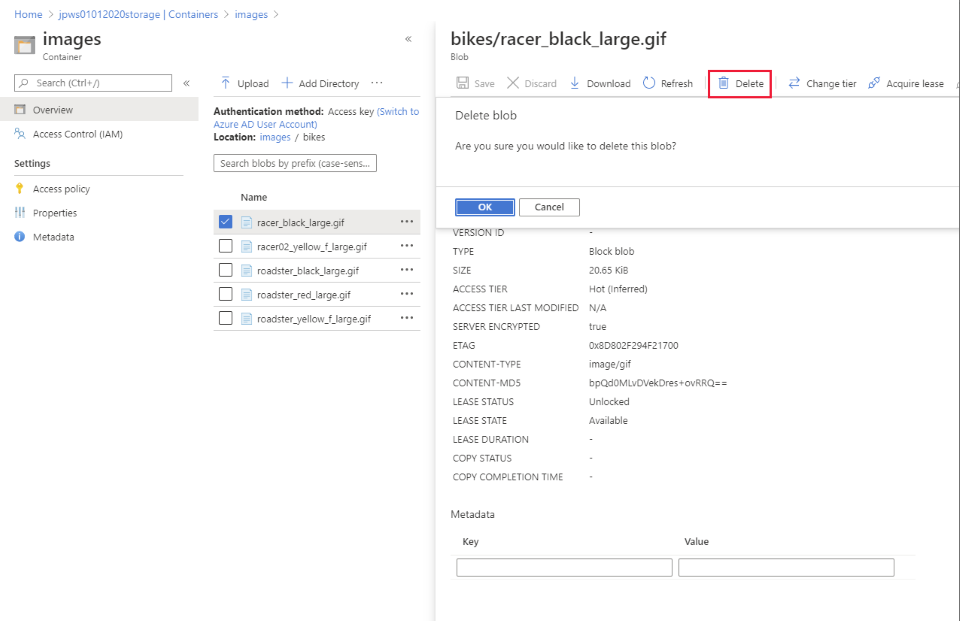 Home > jpws01012020storage | Containers > images >
images
Container
«
Search (Ctrl+/)
«
Overview
Access Control (IAM)
Settings
Access policy
Properties
Metadata
Upload
Add Directory
...
Authentication method: Access key (Switch to
Azure AD User Account)
Location: images / bikes
Search blobs by prefix (case-sens...
Name
racer_black_large.gif ...
racer02_yellow_f_large.gif ...
roadster_black_large.gif ...
roadster_red_large.gif ...
roadster_yellow_f_large.gif ...
bikes/racer_black_large.gif
Blob
Save Discard Download Refresh Delete Change tier Acquire lease
Delete blob
Are you sure you would like to delete this blob?
OK Cancel
VERSION ID -
TYPE Block blob
SIZE 20.65 KiB
ACCESS TIER Hot (Inferred)
ACCESS TIER LAST MODIFIED N/A
SERVER ENCRYPTED true
ETAG 0x8D802F294F21700
CONTENT-TYPE image/gif
CONTENT-MD5 bpQd0MLvDVekDres+ovRRQ==
LEASE STATUS Unlocked
LEASE STATE Available
LEASE DURATION -
COPY STATUS -
COPY COMPLETION TIME -
Metadata
Key Value